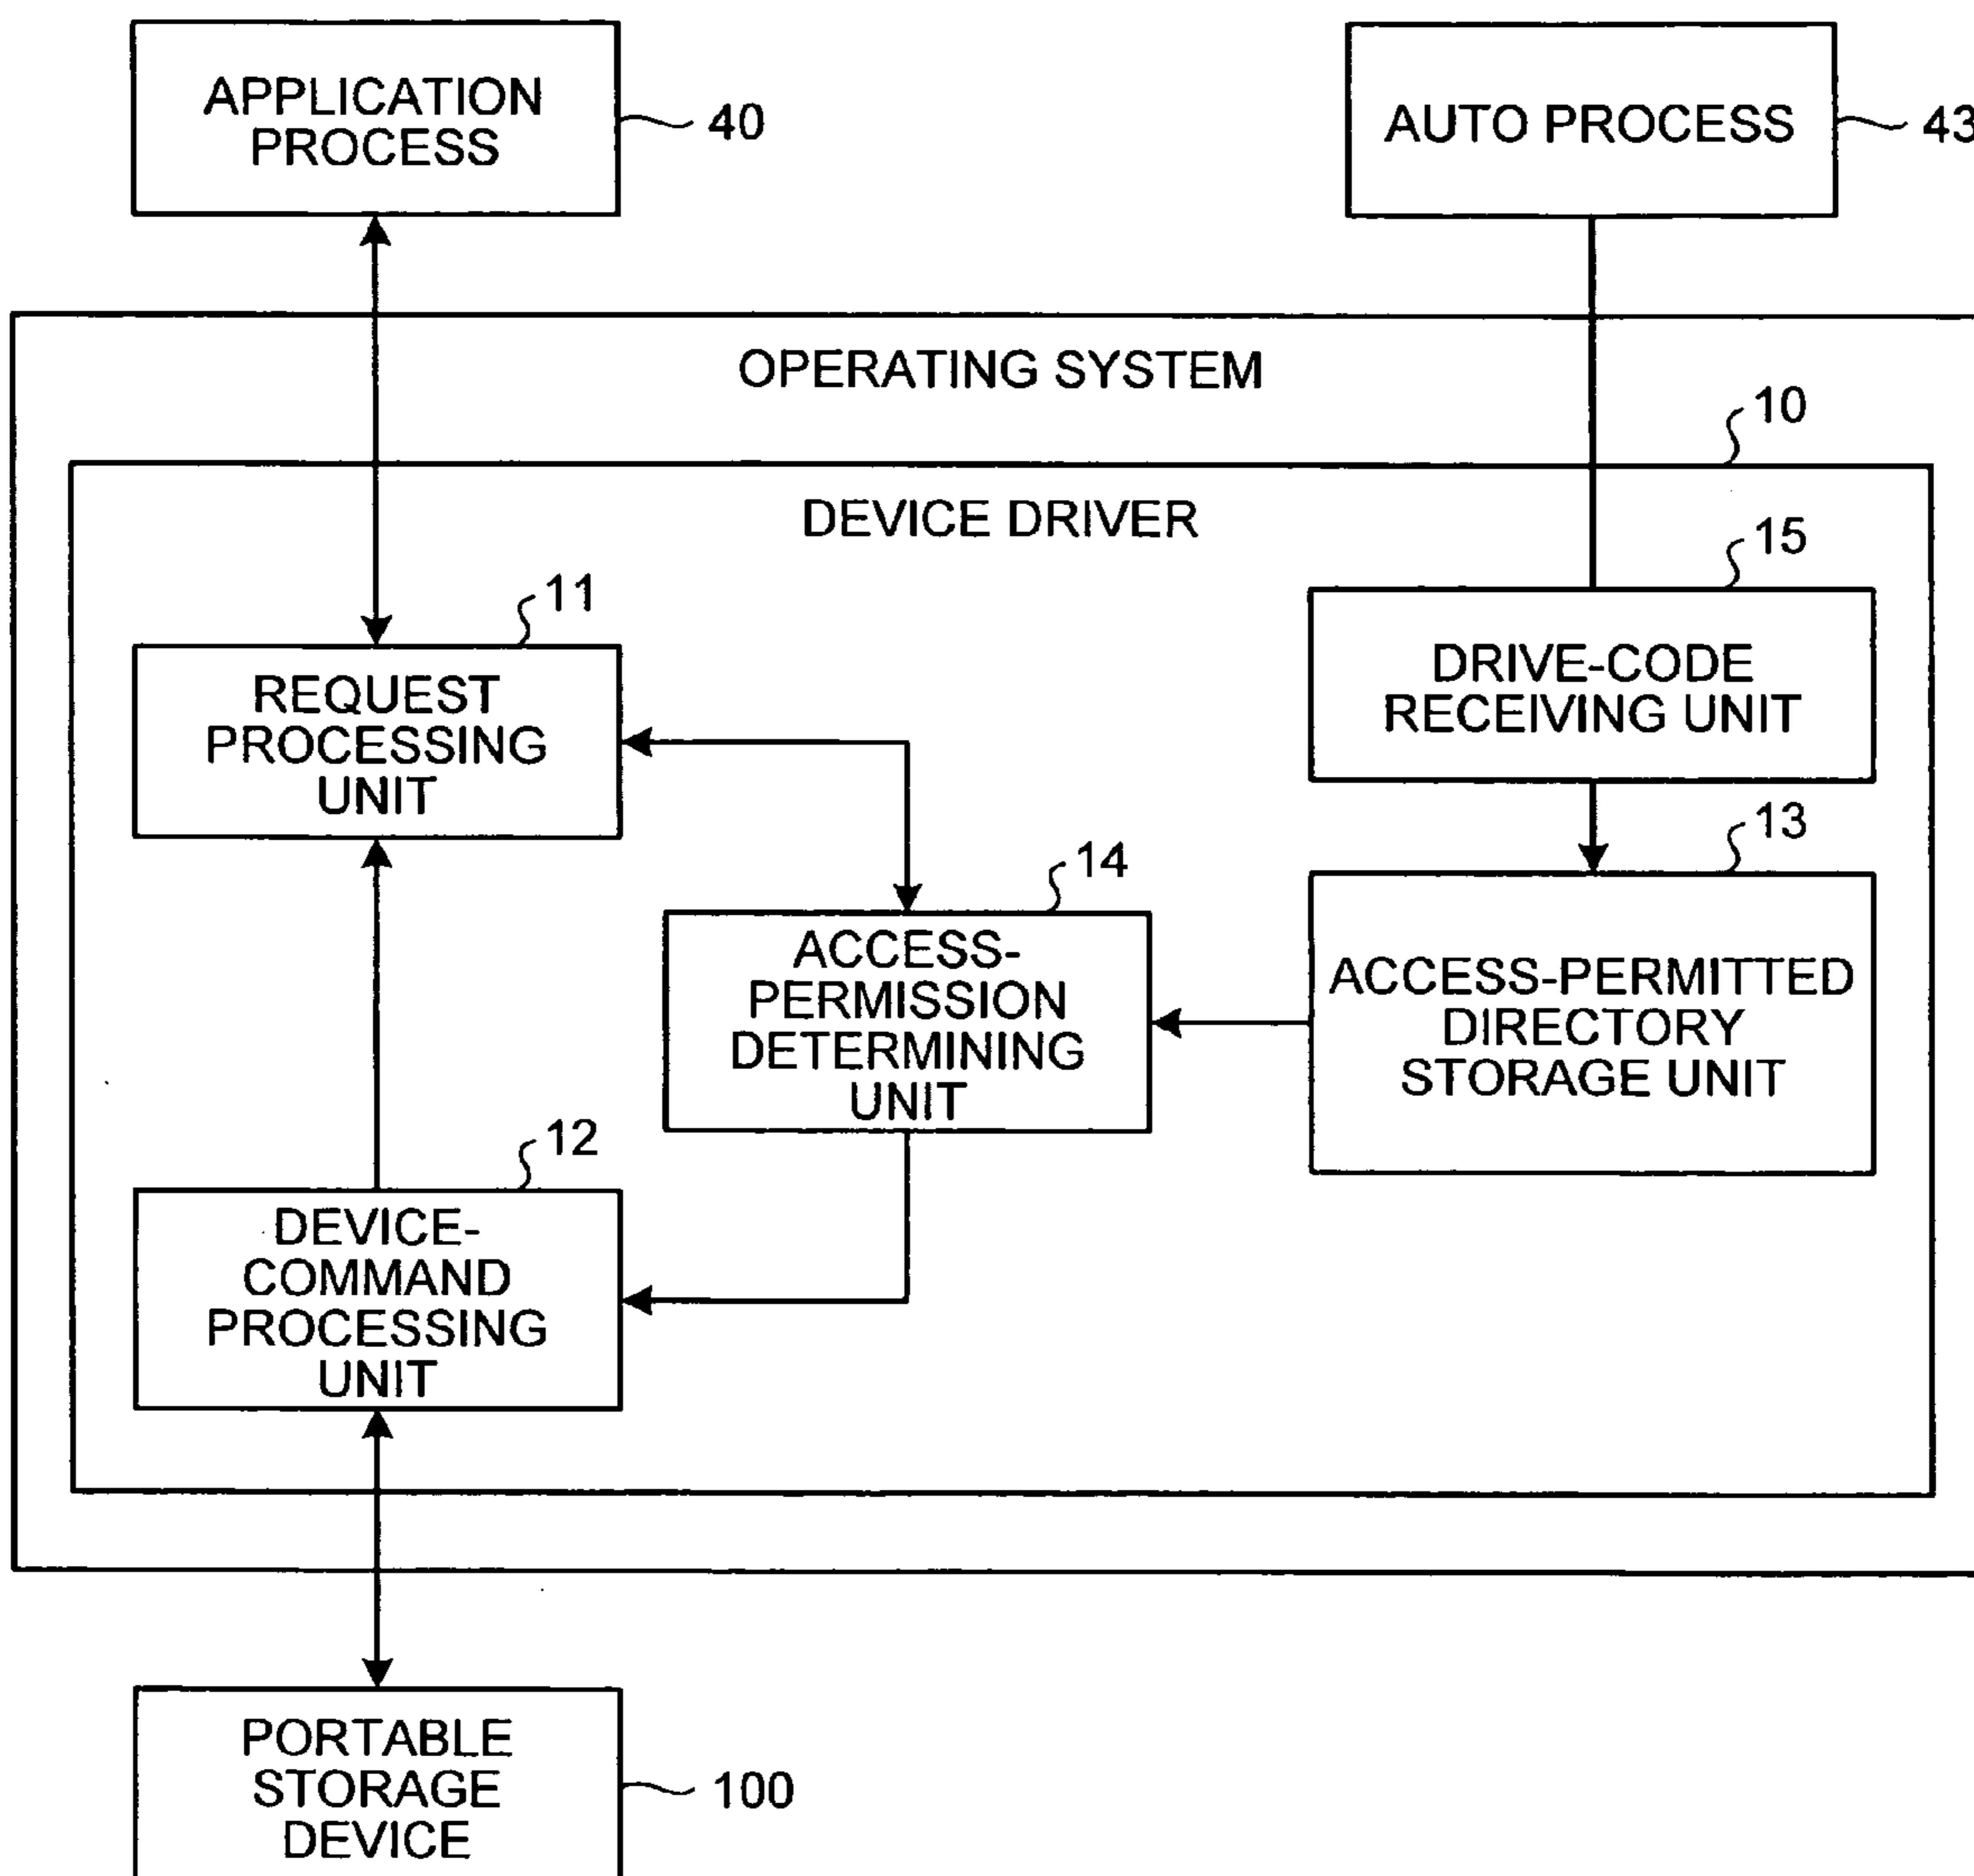 APPLICATION
PROCESS
40
AUTO PROCESS
43
OPERATING SYSTEM
10
DEVICE DRIVER
15
11
DRIVE-CODE
RECEIVING UNIT
REQUEST
PROCESSING
UNIT
13
14
ACCESS-
PERMISSION
DETERMINING
UNIT
ACCESS-PERMITTED
DIRECTORY
STORAGE UNIT
12
DEVICE-
COMMAND
PROCESSING
UNIT
PORTABLE
STORAGE
DEVICE
100